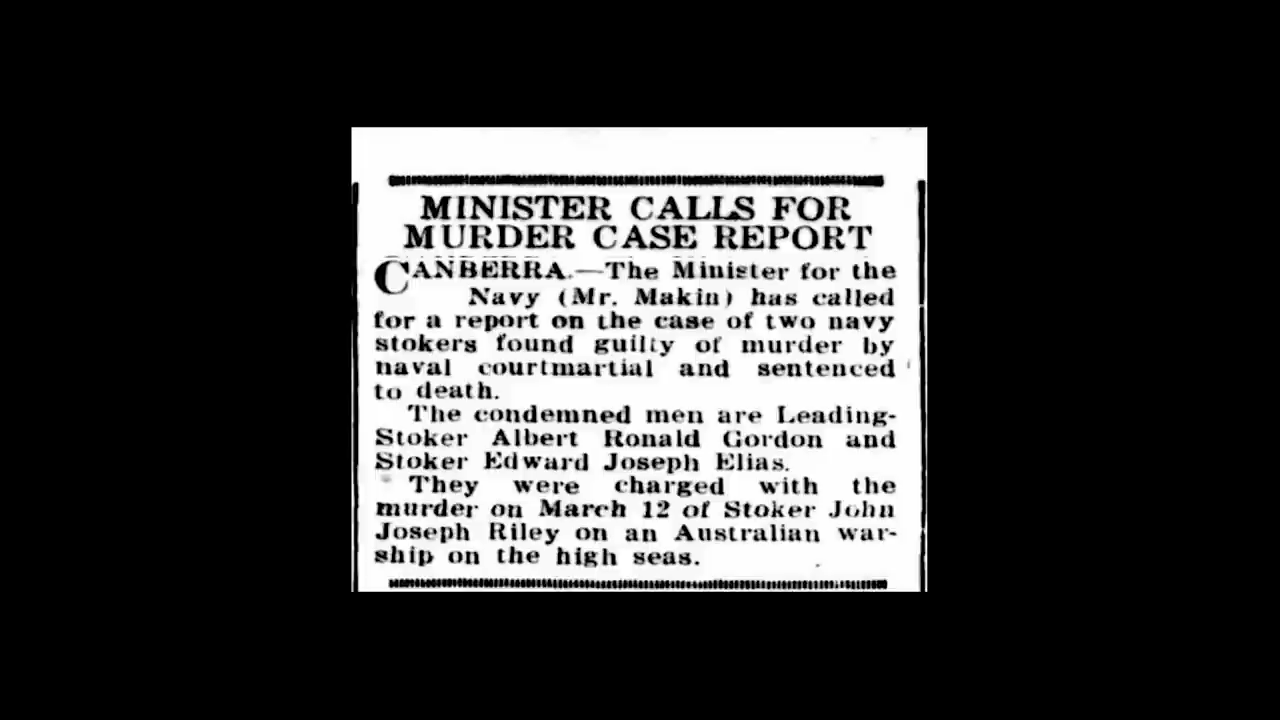 MINISTER CALLS FOR
MURDER CASE REPORT
CANBERRA.—The Minister for the
Navy (Mr. Makin) has called
for a report on the case of two navy
stokers found guilty of murder by
naval courtmartial and sentenced
to death.
The condemned men are Leading-
Stoker Albert Ronald Gordon and
Stoker Edward Joseph Elias.
They were charged with the
murder on March 12 of Stoker John
Joseph Riley on an Australian war-
ship on the high seas.